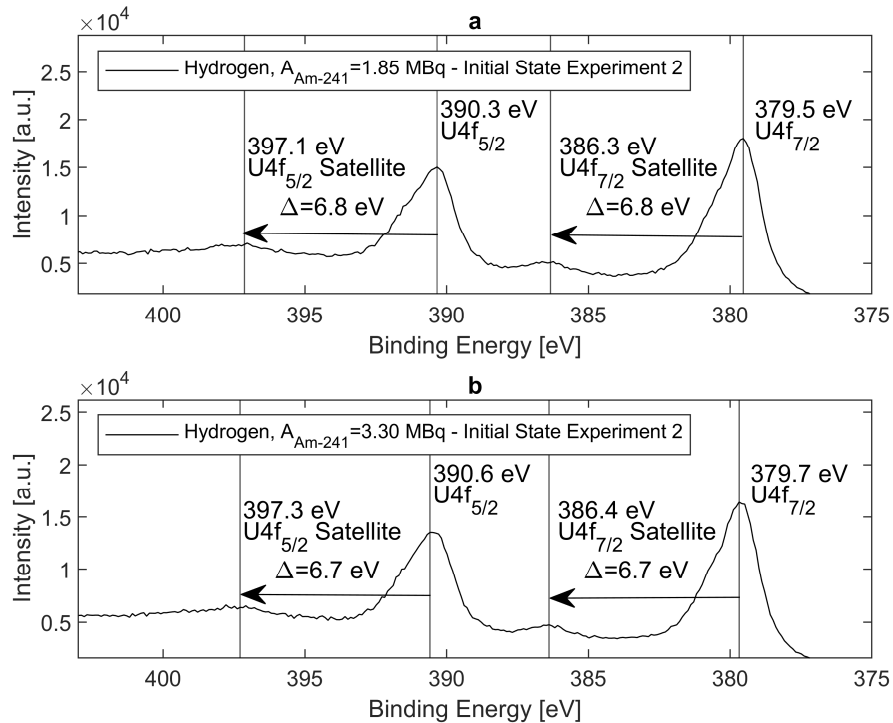 a
×10⁴
Hydrogen, A_Am-241=1.85 MBq - Initial State Experiment 2
397.1 eV
U4f5/2 Satellite
Δ=6.8 eV
390.3 eV
U4f5/2
386.3 eV
U4f7/2 Satellite
Δ=6.8 eV
379.5 eV
U4f7/2
2.5
2
1.5
1
0.5
Intensity [a.u.]
400 395 390 385 380 375
Binding Energy [eV]
b
×10⁴
Hydrogen, A_Am-241=3.30 MBq - Initial State Experiment 2
397.3 eV
U4f5/2 Satellite
Δ=6.7 eV
390.6 eV
U4f5/2
386.4 eV
U4f7/2 Satellite
Δ=6.7 eV
379.7 eV
U4f7/2
2.5
2
1.5
1
0.5
Intensity [a.u.]
400 395 390 385 380 375
Binding Energy [eV]